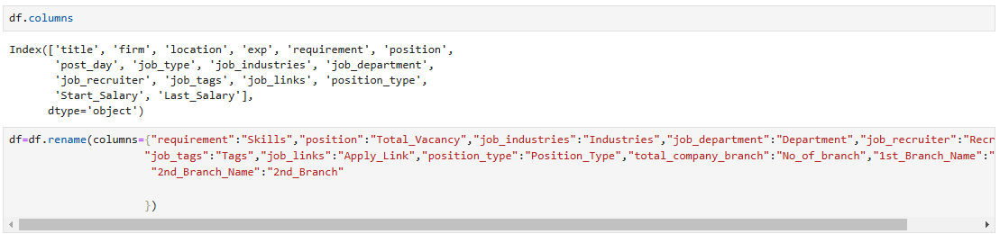 df.columns
Index(['title', 'firm', 'location', 'exp', 'requirement', 'position',
'post_day', 'job_type', 'job_industries', 'job_department',
'job_recruiter', 'job_tags', 'job_links', 'position_type',
'Start_Salary', 'Last_Salary'],
dtype='object')
df=df.rename(columns={"requirement":"Skills","position":"Total_Vacancy","job_industries":"Industries","job_department":"Department","job_recruiter":"Recr
"job_tags":"Tags","job_links":"Apply_Link","position_type":"Position_Type","total_company_branch":"No_of_branch","1st_Branch_Name":"
"2nd_Branch_Name":"2nd_Branch"
})